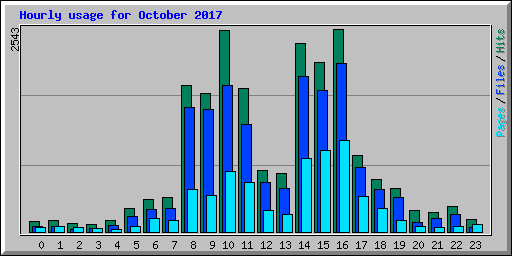 Hourly usage for October 2017
2543
Pages/Files/Hits
0 1 2 3 4 5 6 7 8 9 10 11 12 13 14 15 16 17 18 19 20 21 22 23